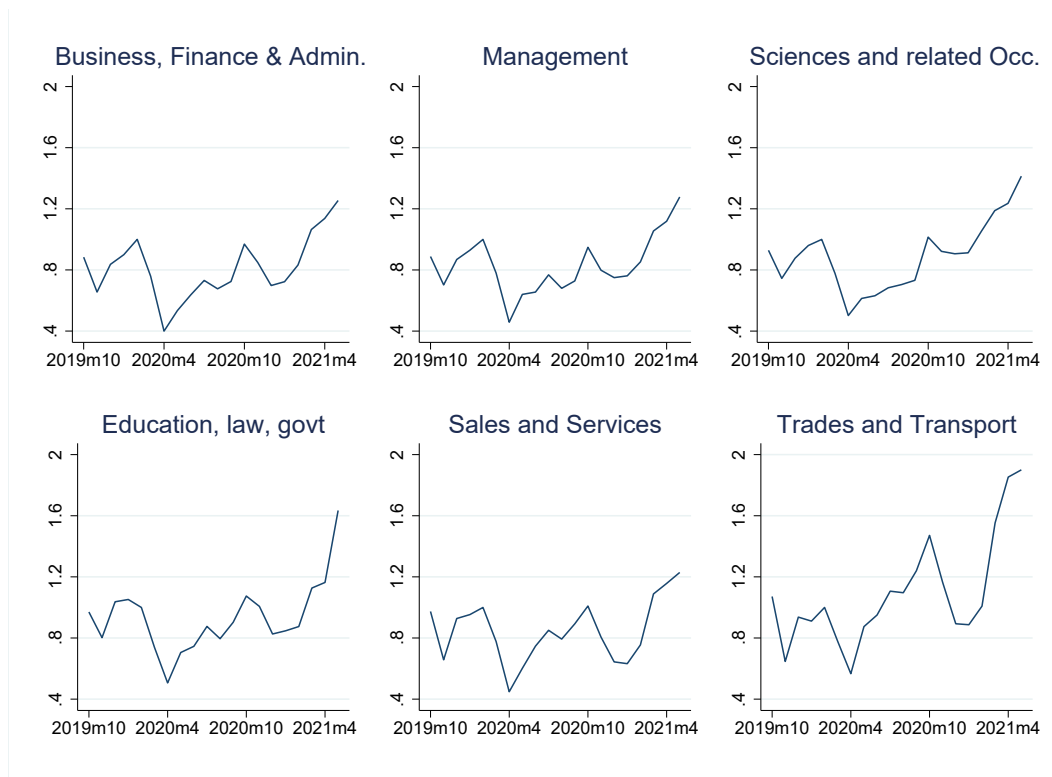 Business, Finance & Admin.
2
1.6
1.2
.8
.4
2019m10 2020m4 2020m10 2021m4
Management
2
1.6
1.2
.8
.4
2019m10 2020m4 2020m10 2021m4
Sciences and related Occ.
2
1.6
1.2
.8
.4
2019m10 2020m4 2020m10 2021m4
Education, law, govt
2
1.6
1.2
.8
.4
2019m10 2020m4 2020m10 2021m4
Sales and Services
2
1.6
1.2
.8
.4
2019m10 2020m4 2020m10 2021m4
Trades and Transport
2
1.6
1.2
.8
.4
2019m10 2020m4 2020m10 2021m4